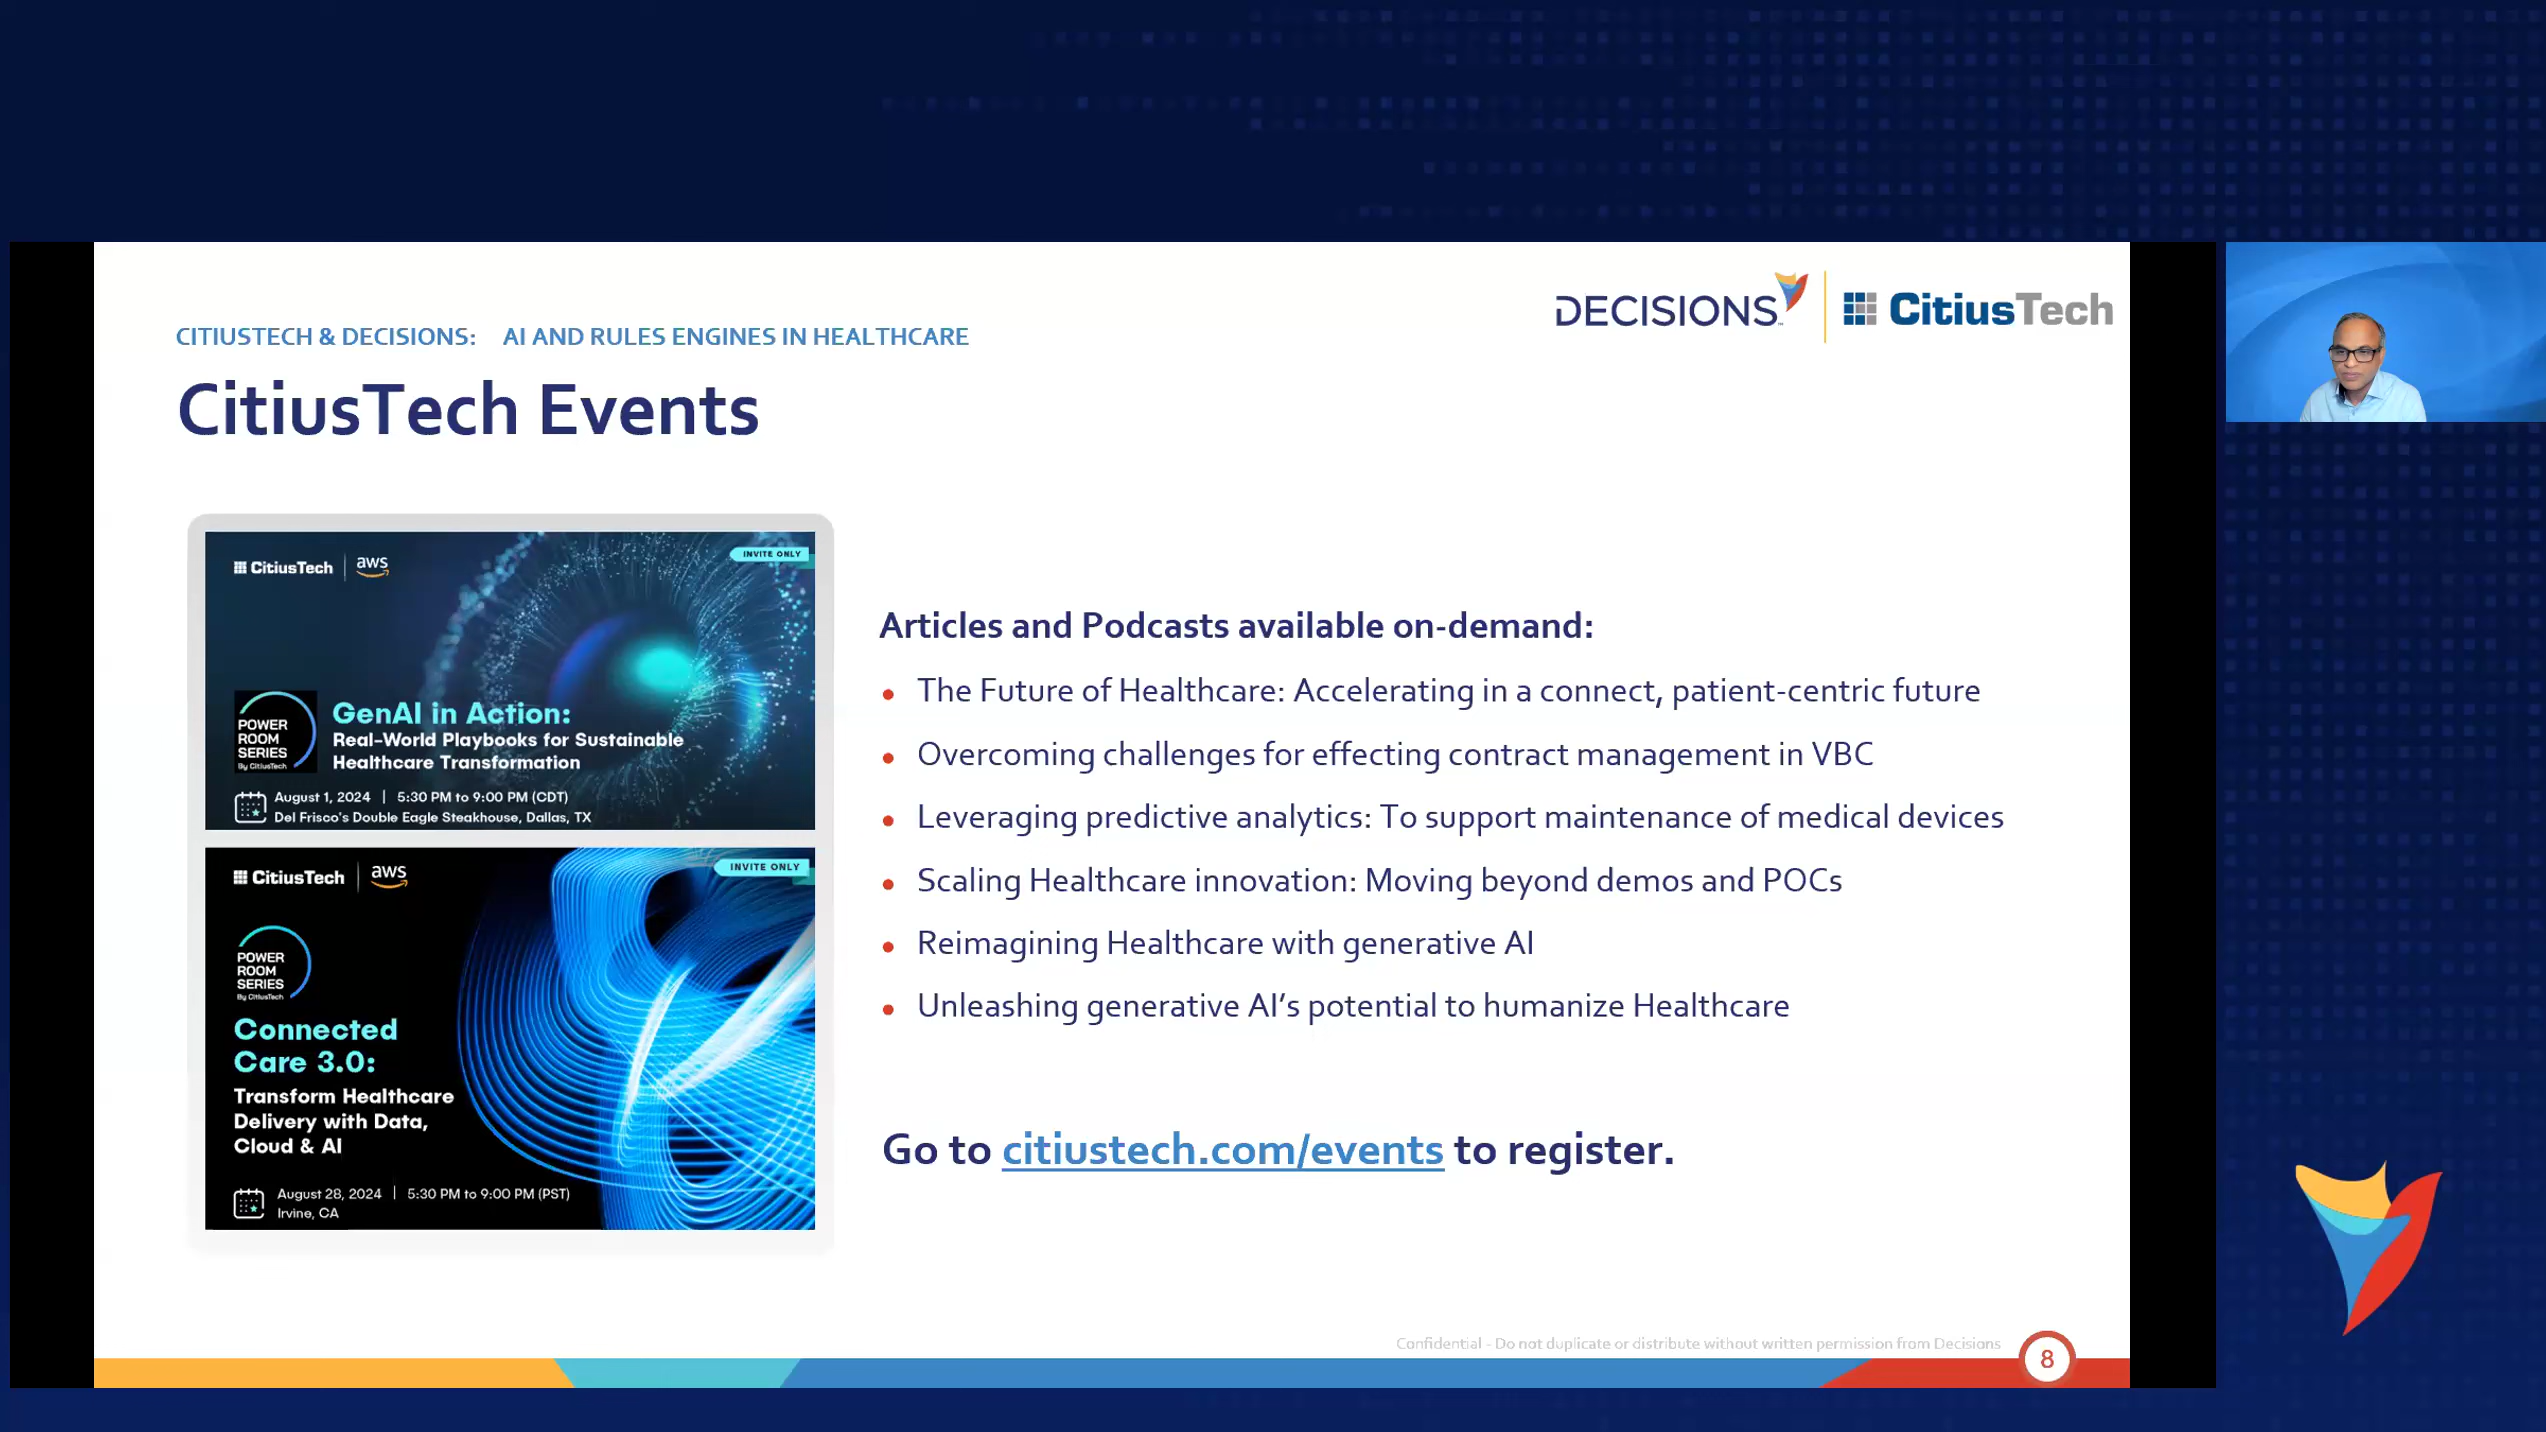 DECISIONS
CitiusTech
CITIUSTECH & DECISIONS: AI AND RULES ENGINES IN HEALTHCARE
CitiusTech Events
CitiusTech
aws
INVITE ONLY
POWER
ROOM
SERIES
By CitiusTech
GenAI in Action:
Real-World Playbooks for Sustainable
Healthcare Transformation
August 1, 2024 | 5:30 PM to 9:00 PM (CDT)
Del Frisco's Double Eagle Steakhouse, Dallas, TX
CitiusTech
aws
INVITE ONLY
POWER
ROOM
SERIES
By CitiusTech
Connected
Care 3.0:
Transform Healthcare
Delivery with Data,
Cloud & AI
August 28, 2024 | 5:30 PM to 9:00 PM (PST)
Irvine, CA
Articles and Podcasts available on-demand:
• The Future of Healthcare: Accelerating in a connect, patient-centric future
• Overcoming challenges for effecting contract management in VBC
• Leveraging predictive analytics: To support maintenance of medical devices
• Scaling Healthcare innovation: Moving beyond demos and POCs
• Reimagining Healthcare with generative AI
• Unleashing generative AI’s potential to humanize Healthcare
Go to citiustech.com/events to register.
Confidential - Do not duplicate or distribute without written permission from Decisions
8